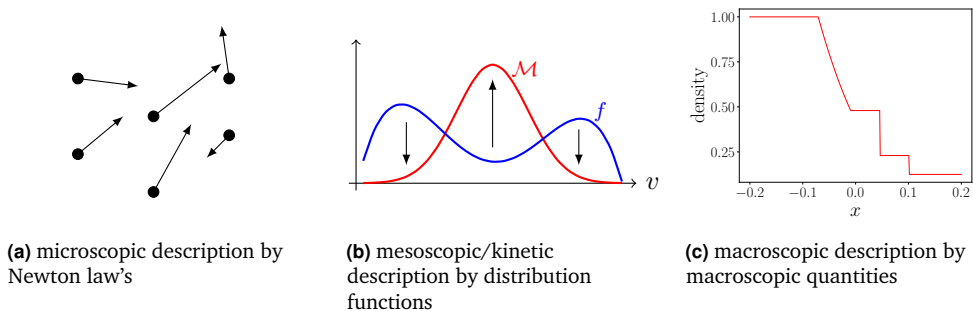 ℳ
f
v
1.00
0.75
0.50
0.25
density
−0.2
−0.1
0.0
0.1
0.2
x
(a) microscopic description by
Newton law's
(b) mesoscopic/kinetic
description by distribution
functions
(c) macroscopic description by
macroscopic quantities